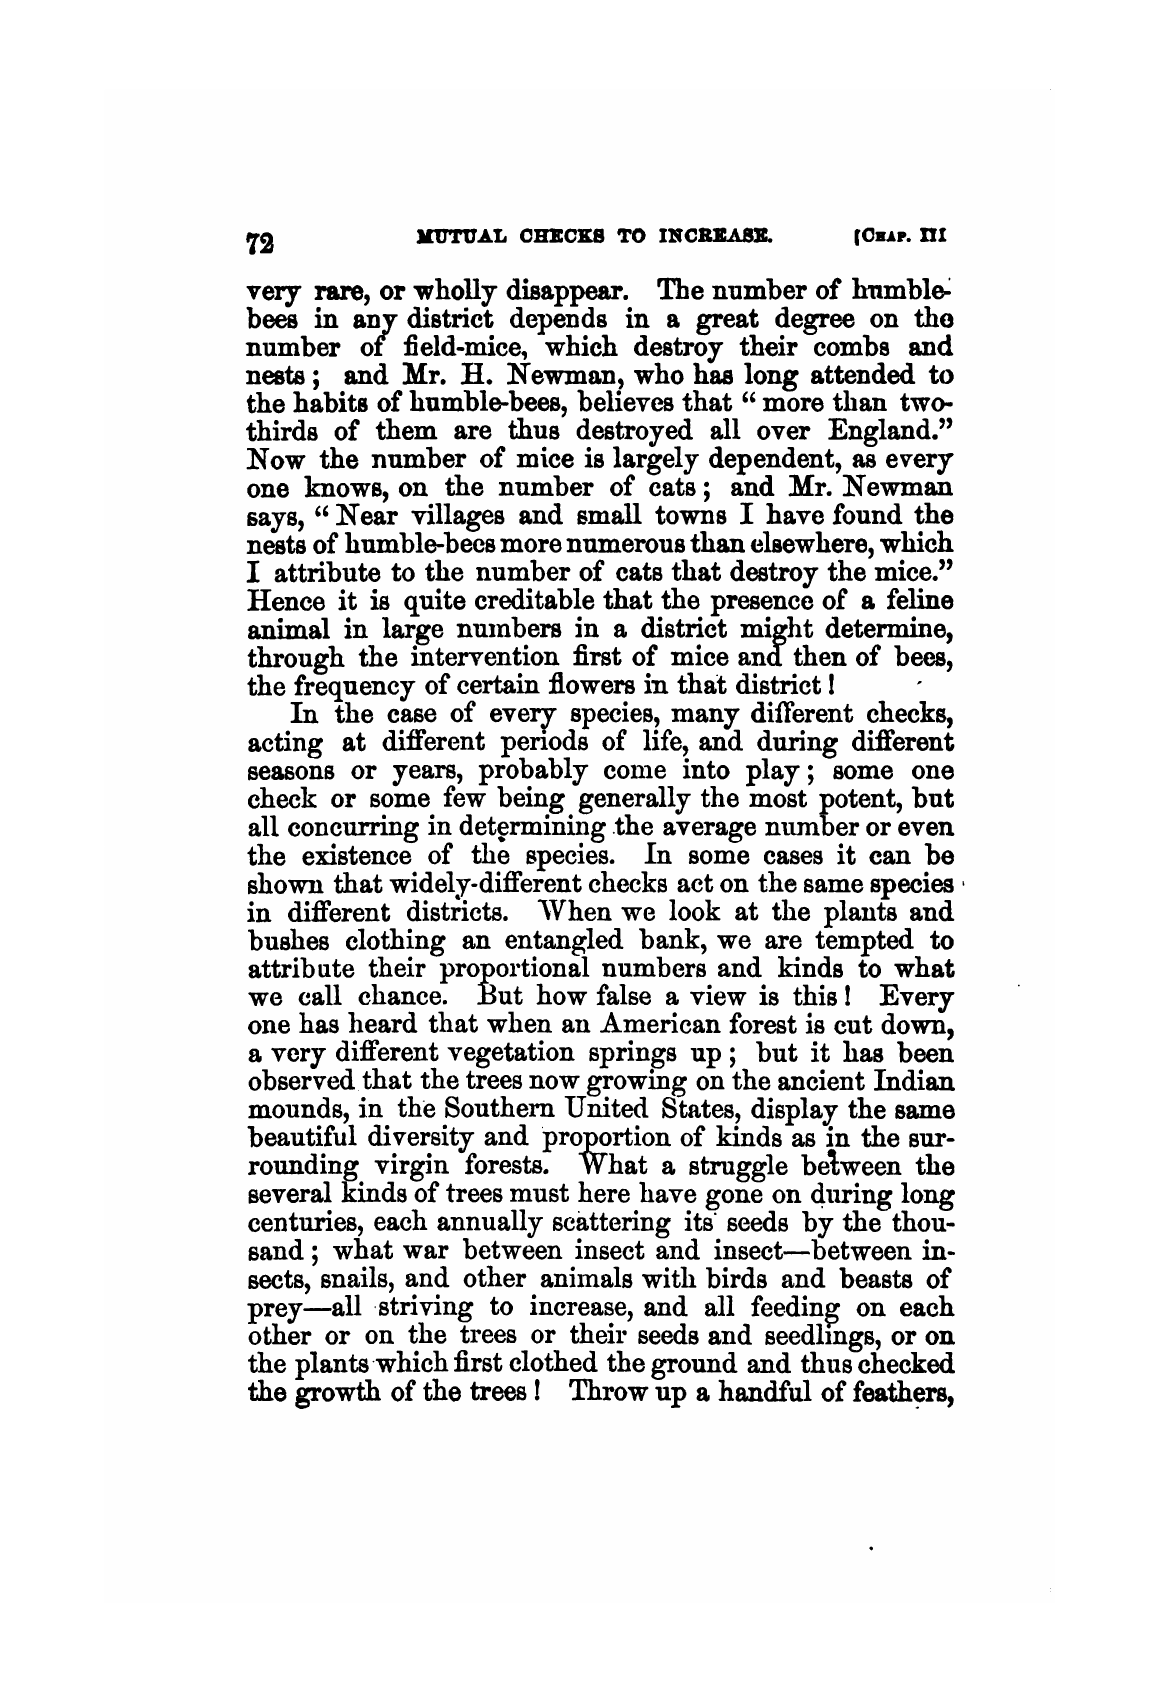 72 MUTUAL CHECKS TO INCREASE. [CHAP. III
very rare, or wholly disappear. The number of humble-
bees in any district depends in a great degree on the
number of field-mice, which destroy their combs and
nests ; and Mr. H. Newman, who has long attended to
the habits of humble-bees, believes that “ more than two-
thirds of them are thus destroyed all over England.”
Now the number of mice is largely dependent, as every
one knows, on the number of cats ; and Mr. Newman
says, “ Near villages and small towns I have found the
nests of humble-bees more numerous than elsewhere, which
I attribute to the number of cats that destroy the mice.”
Hence it is quite creditable that the presence of a feline
animal in large numbers in a district might determine,
through the intervention first of mice and then of bees,
the frequency of certain flowers in that district !
In the case of every species, many different checks,
acting at different periods of life, and during different
seasons or years, probably come into play ; some one
check or some few being generally the most potent, but
all concurring in determining the average number or even
the existence of the species. In some cases it can be
shown that widely-different checks act on the same species
in different districts. When we look at the plants and
bushes clothing an entangled bank, we are tempted to
attribute their proportional numbers and kinds to what
we call chance. But how false a view is this ! Every
one has heard that when an American forest is cut down,
a very different vegetation springs up ; but it has been
observed that the trees now growing on the ancient Indian
mounds, in the Southern United States, display the same
beautiful diversity and proportion of kinds as in the sur-
rounding virgin forests. What a struggle between the
several kinds of trees must here have gone on during long
centuries, each annually scattering its seeds by the thou-
sand ; what war between insect and insect—between in-
sects, snails, and other animals with birds and beasts of
prey—all striving to increase, and all feeding on each
other or on the trees or their seeds and seedlings, or on
the plants which first clothed the ground and thus checked
the growth of the trees ! Throw up a handful of feathers,